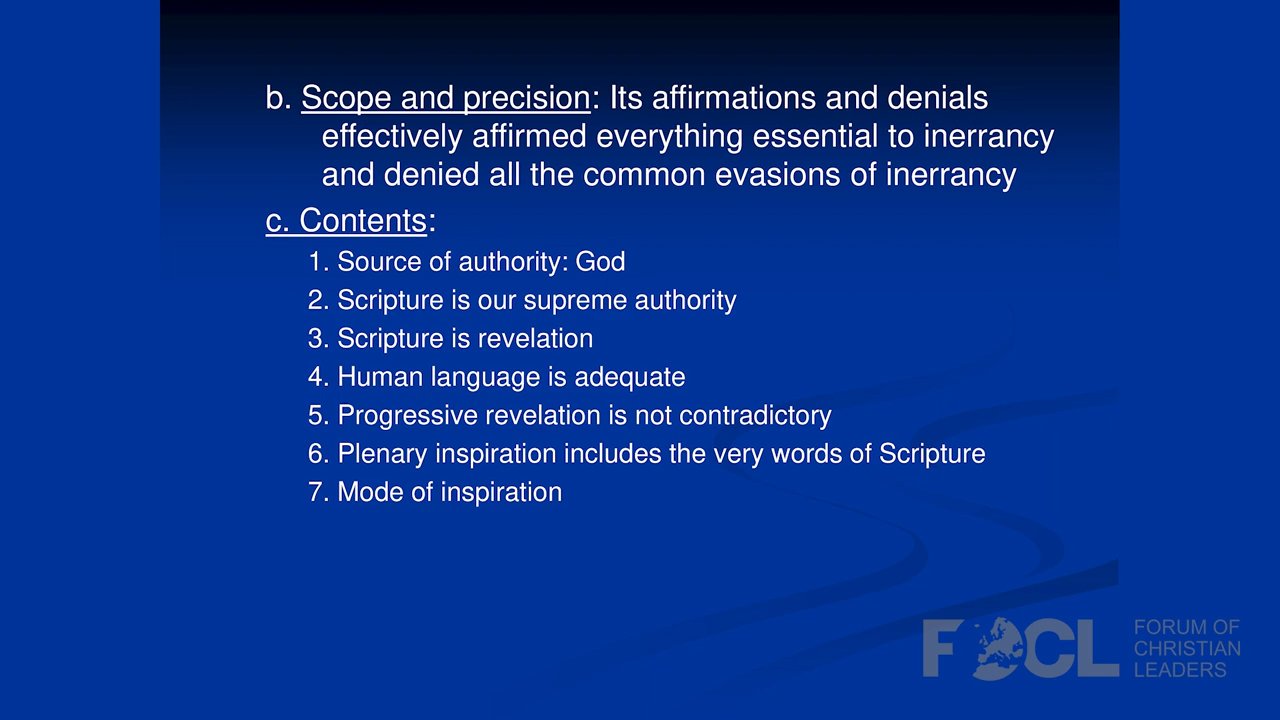 b. Scope and precision: Its affirmations and denials
effectively affirmed everything essential to inerrancy
and denied all the common evasions of inerrancy
c. Contents:
1. Source of authority: God
2. Scripture is our supreme authority
3. Scripture is revelation
4. Human language is adequate
5. Progressive revelation is not contradictory
6. Plenary inspiration includes the very words of Scripture
7. Mode of inspiration
FOCL
FORUM OF
CHRISTIAN
LEADERS